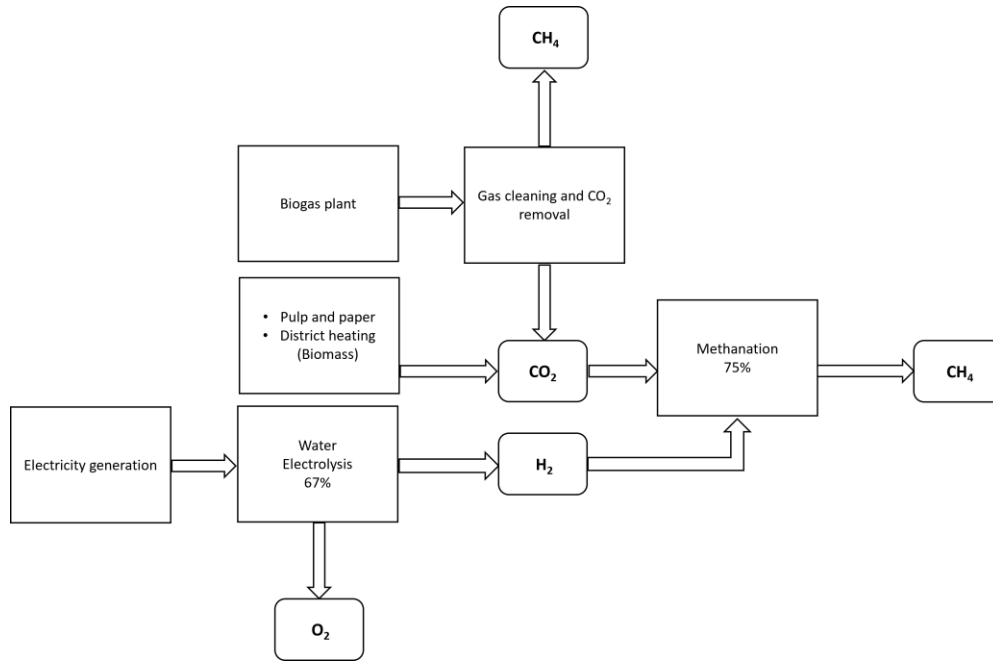 CH₄
Biogas plant
Gas cleaning and CO₂
removal
• Pulp and paper
• District heating
(Biomass)
CO₂
Methanation
75%
CH₄
Electricity generation
Water
Electrolysis
67%
H₂
O₂